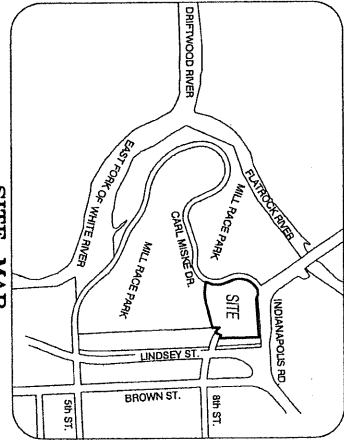 DRIFTWOOD RIVER
FLATROCK RIVER
EAST FORK OF WHITE RIVER
MILL RACE PARK
CARL MISKE DR.
MILL RACE PARK
SITE
INDIANAPOLIS RD.
LINDSEY ST.
BROWN ST.
8th ST.
5th ST.
SITE MAP